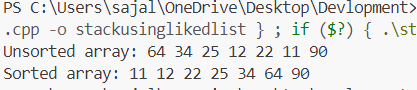 PS C:\Users\sajal\OneDrive\Desktop\Devlopment>
.cpp -o stackusinglikedlist } ; if ($?) { .\st
Unsorted array: 64 34 25 12 22 11 90
Sorted array: 11 12 22 25 34 64 90